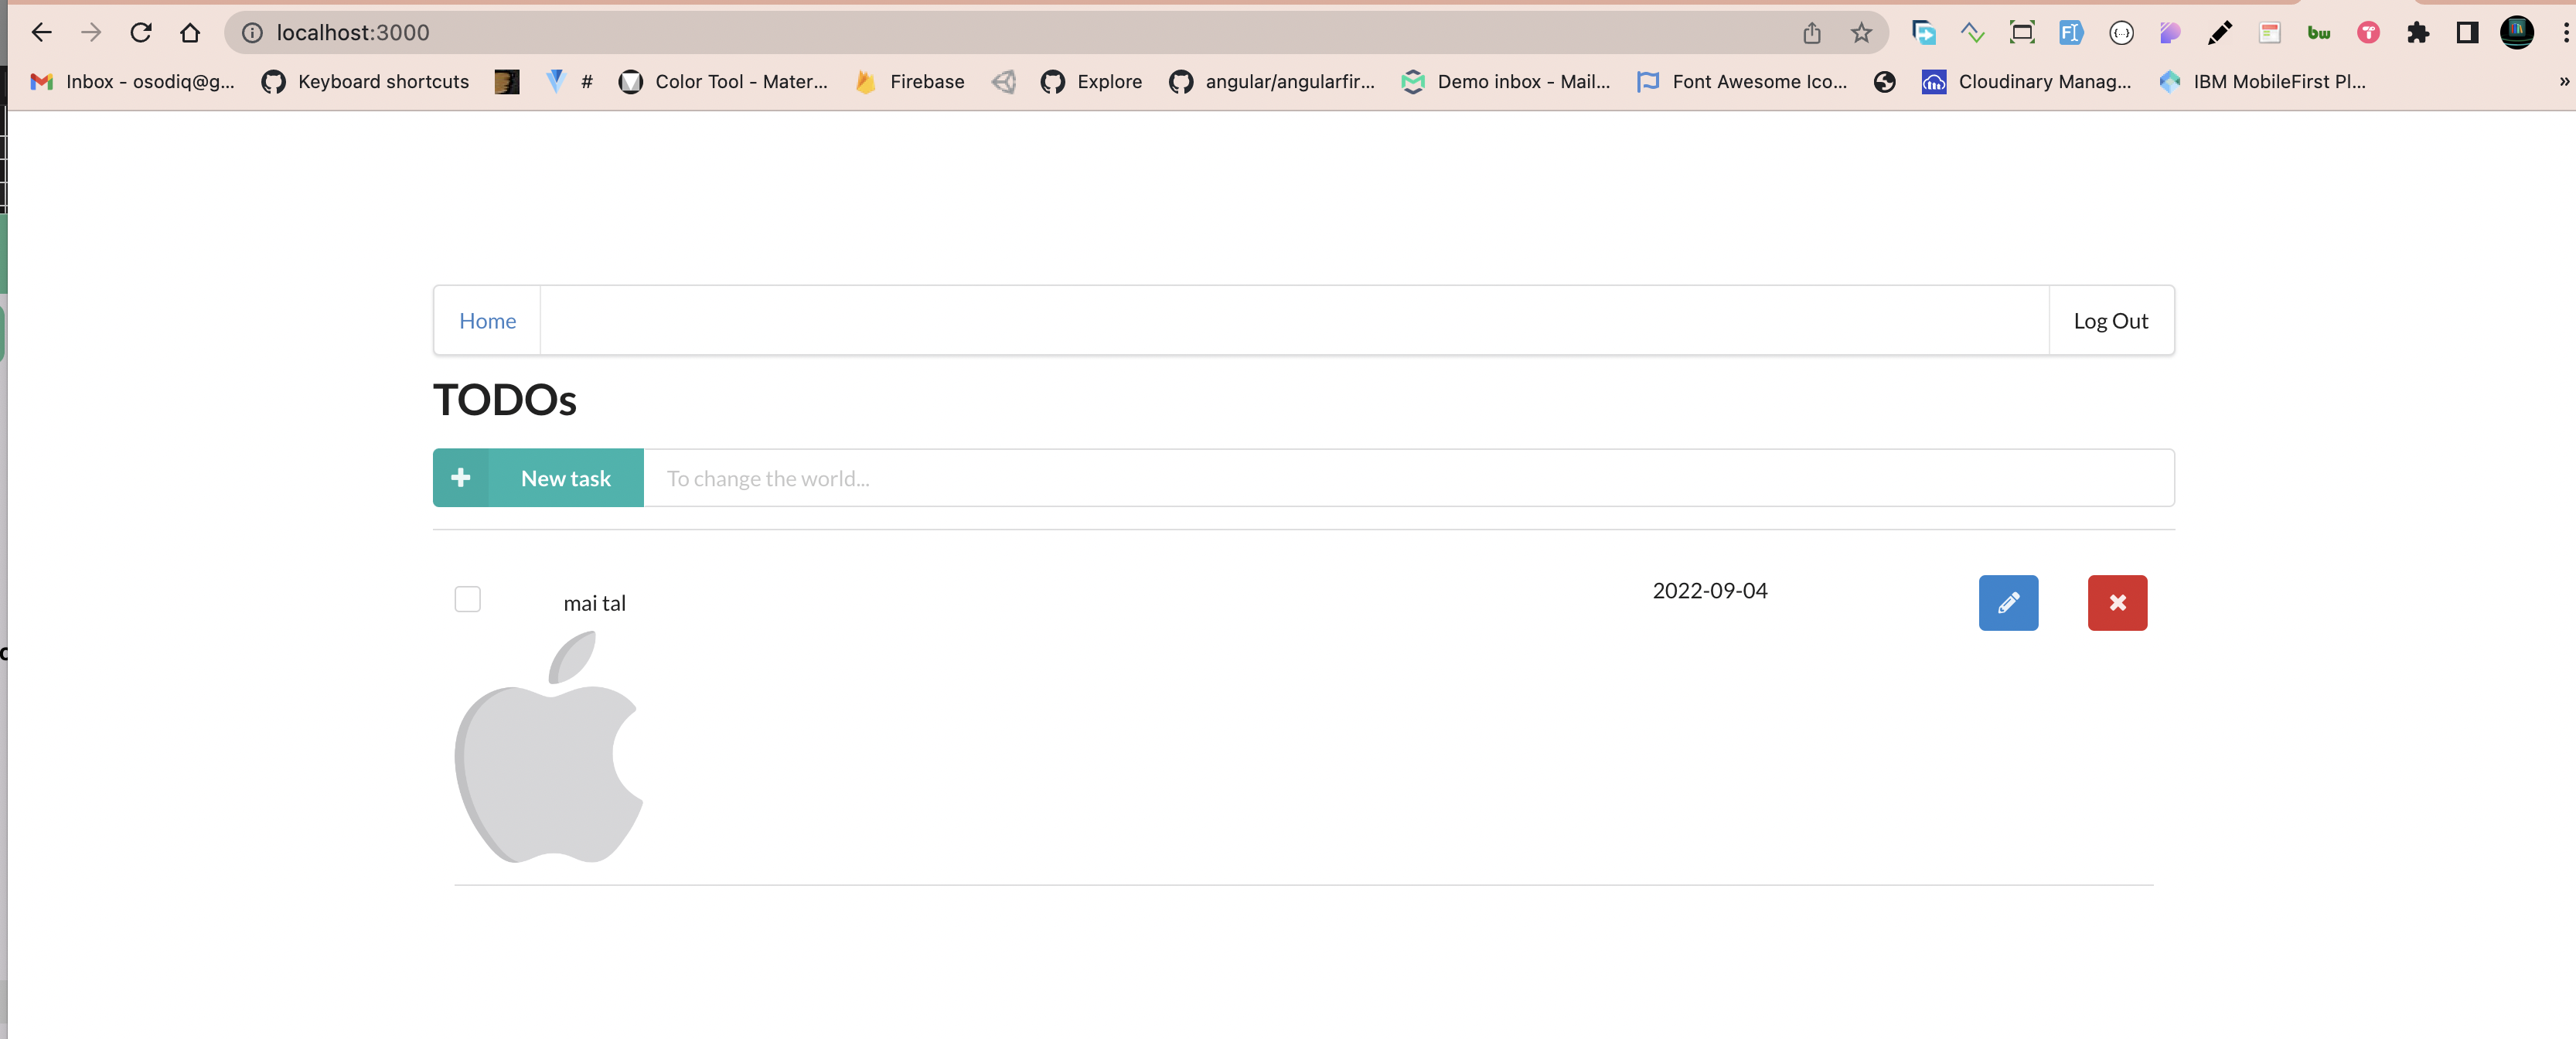 localhost:3000
bw
Inbox - osodiq@g... Keyboard shortcuts # Color Tool - Mater... Firebase Explore angular/angularfir... Demo inbox - Mail... Font Awesome Ico... Cloudinary Manag... IBM MobileFirst Pl... »
Home Log Out
TODOs
New task To change the world...
mai tal 2022-09-04